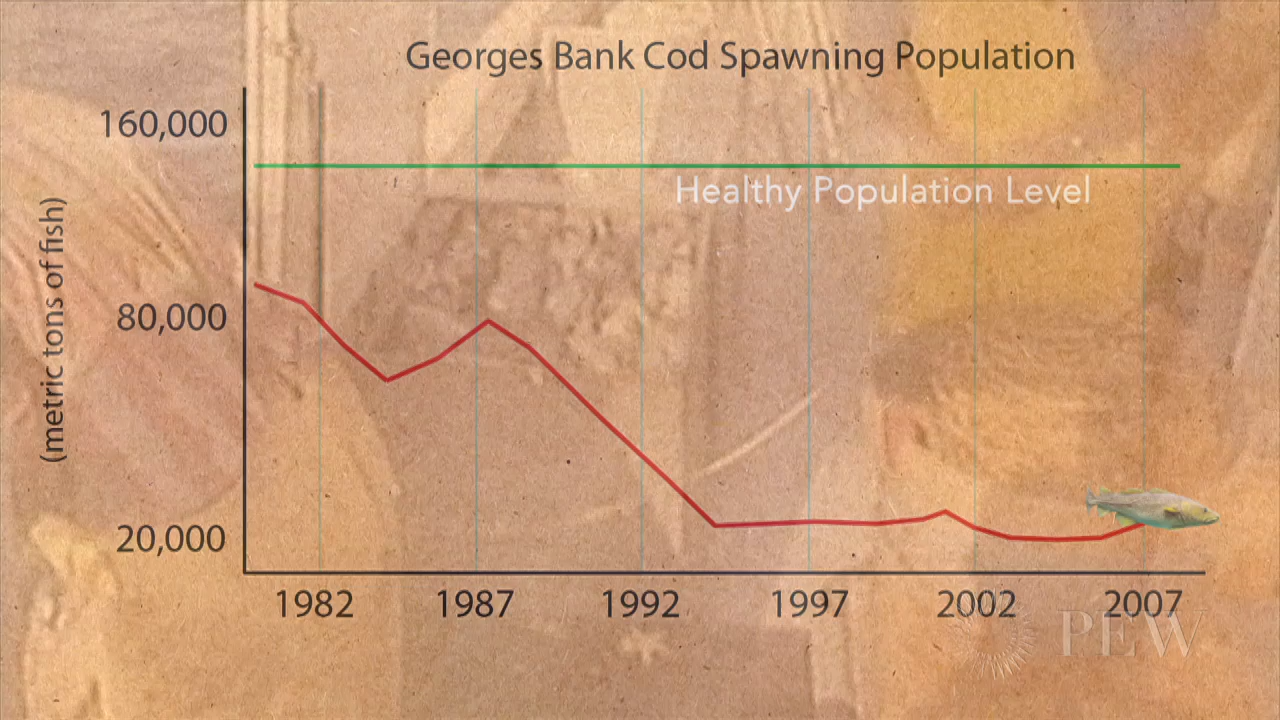 Georges Bank Cod Spawning Population
160,000
Healthy Population Level
80,000
(metric tons of fish)
20,000
1982 1987 1992 1997 2002 2007
PEW